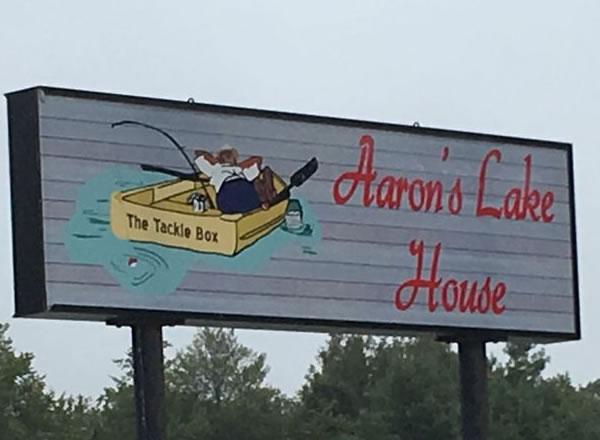 Aaron's Lake
House
The Tackle Box